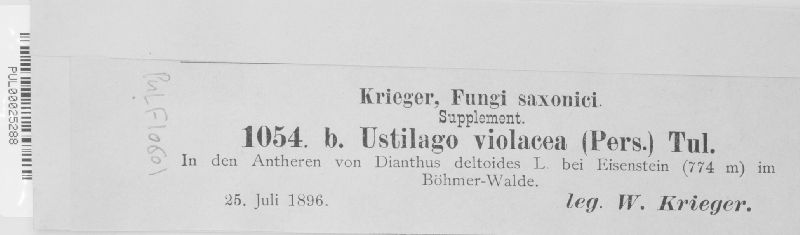 PUL00025288
PULF10601
Krieger, Fungi saxonici.
Supplement.
1054. b. Ustilago violacea (Pers.) Tul.
In den Antheren von Dianthus deltoides L. bei Eisenstein (774 m) im
Böhmer-Walde.
25. Juli 1896.
leg. W. Krieger.